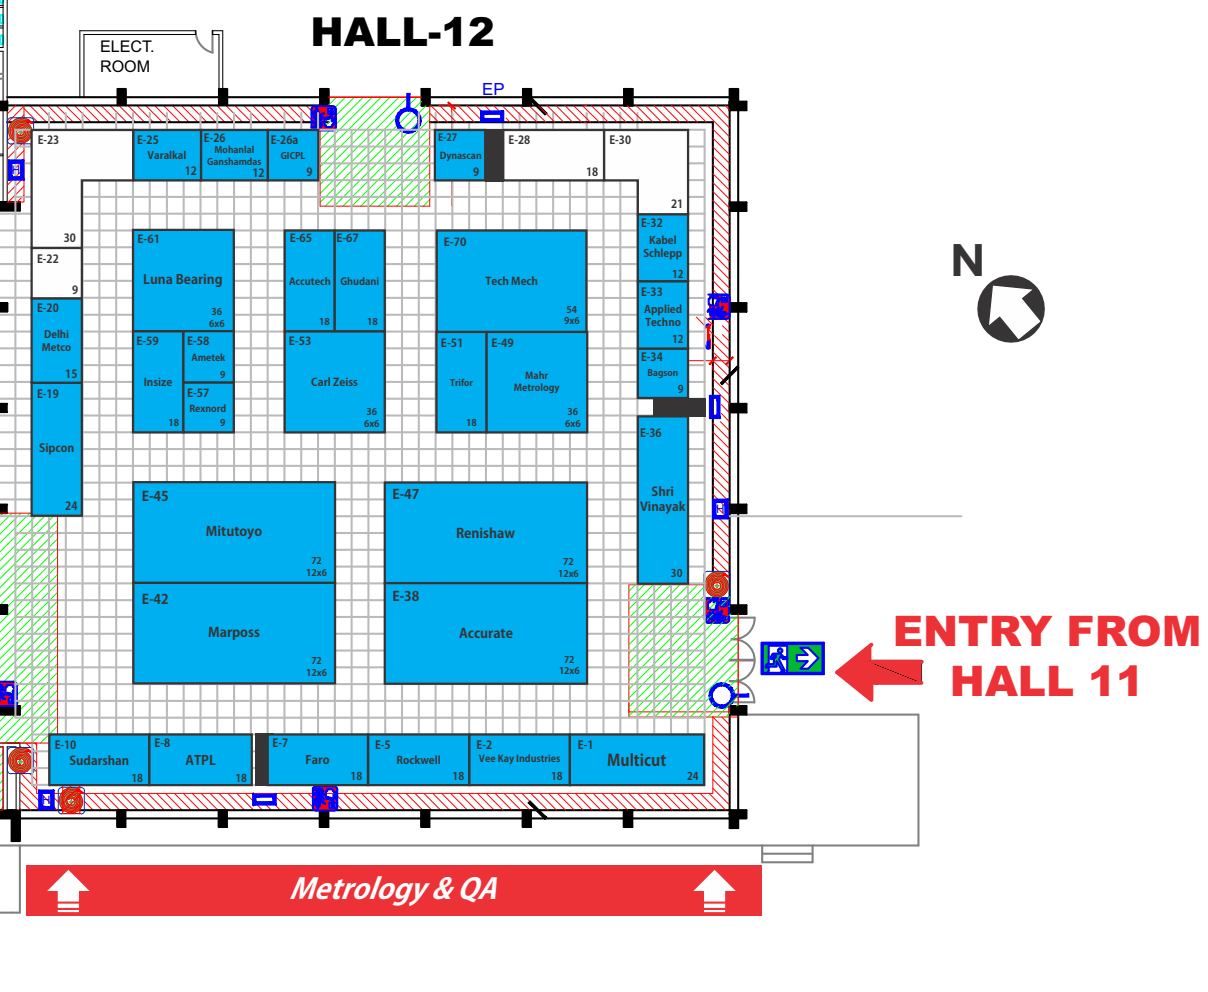 HALL-12
ELECT.
ROOM
EP
E-23
30
E-25
Varalkal
12
E-26
Mohanlal
Ganshamdas
12
E-26a
GICPL
9
E-27
Dynascan
9
E-28
18
E-30
21
E-22
9
E-20
Delhi
Metco
15
E-19
Sipcon
24
E-61
Luna Bearing
36
6x6
E-65
Accutech
18
E-67
Ghudani
18
E-70
Tech Mech
54
9x6
E-32
Kabel
Schlepp
12
E-33
Applied
Techno
12
E-34
Bagson
9
E-59
Insize
18
E-58
Ametek
9
E-57
Rexnord
9
E-53
Carl Zeiss
36
6x6
E-51
Trifor
18
E-49
Mahr
Metrology
36
6x6
E-36
Shri
Vinayak
30
N
E-45
Mitutoyo
72
12x6
E-47
Renishaw
72
12x6
E-42
Marposs
72
12x6
E-38
Accurate
72
12x6
ENTRY FROM
HALL 11
E-10
Sudarshan
18
E-8
ATPL
18
E-7
Faro
18
E-5
Rockwell
18
E-2
Vee Kay Industries
18
E-1
Multicut
24
Metrology & QA